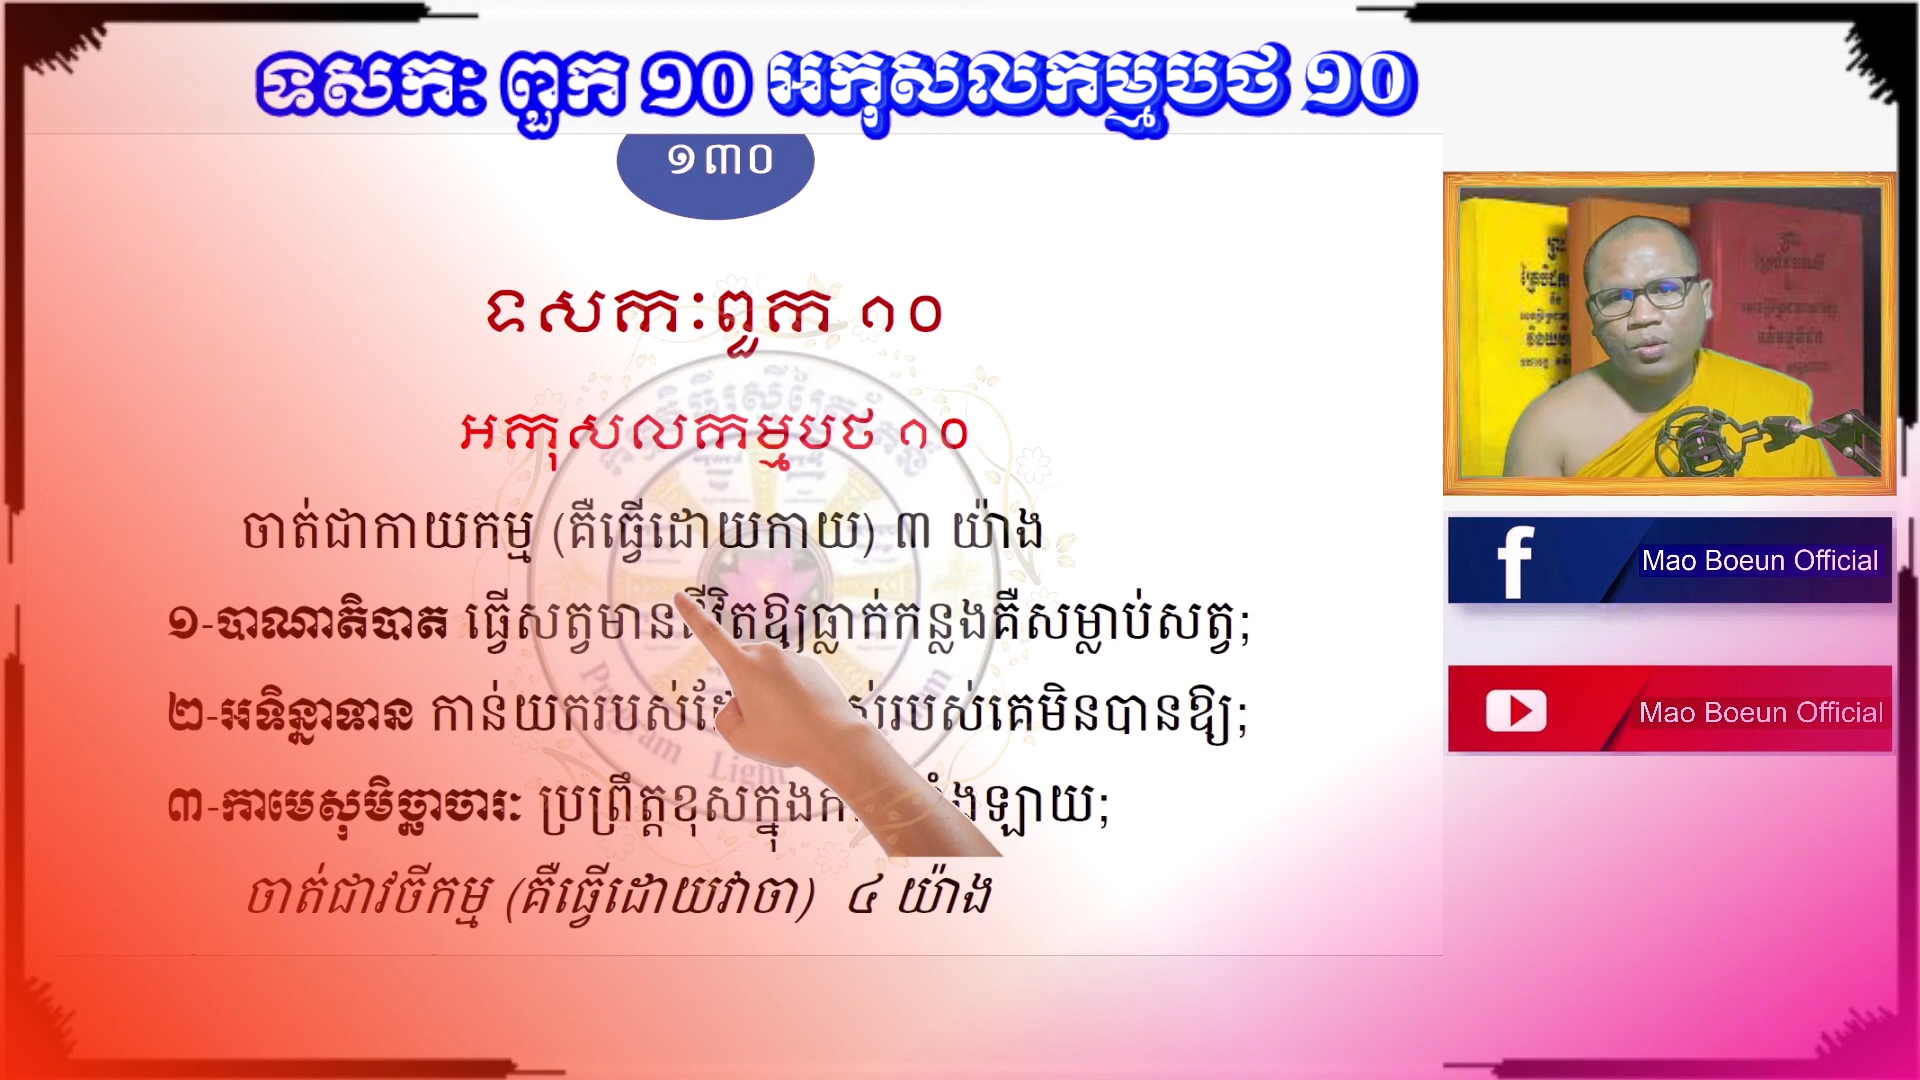 ទសកៈ ពួក ១០ អកុសលកម្មបថ ១០
១៣០
ទសកៈពួក ១០
អកុសលកម្មបថ ១០
ចាត់ជាកាយកម្ម (គឺធ្វើដោយកាយ) ៣ យ៉ាង
១-បាណាតិបាត ធ្វើសត្វមានជីវិតឱ្យធ្លាក់កន្លងគឺសម្លាប់សត្វ;
២-អទិន្នាទាន កាន់យករបស់ដែ របស់គេមិនបានឱ្យ;
៣-កាមេសុមិច្ឆាចារៈ ប្រព្រឹត្តខុសក្នុង ទាំងឡាយ;
ចាត់ជាវចីកម្ម (គឺធ្វើដោយវាចា) ៤ យ៉ាង
Program Light
Mao Boeun Official
Mao Boeun Official